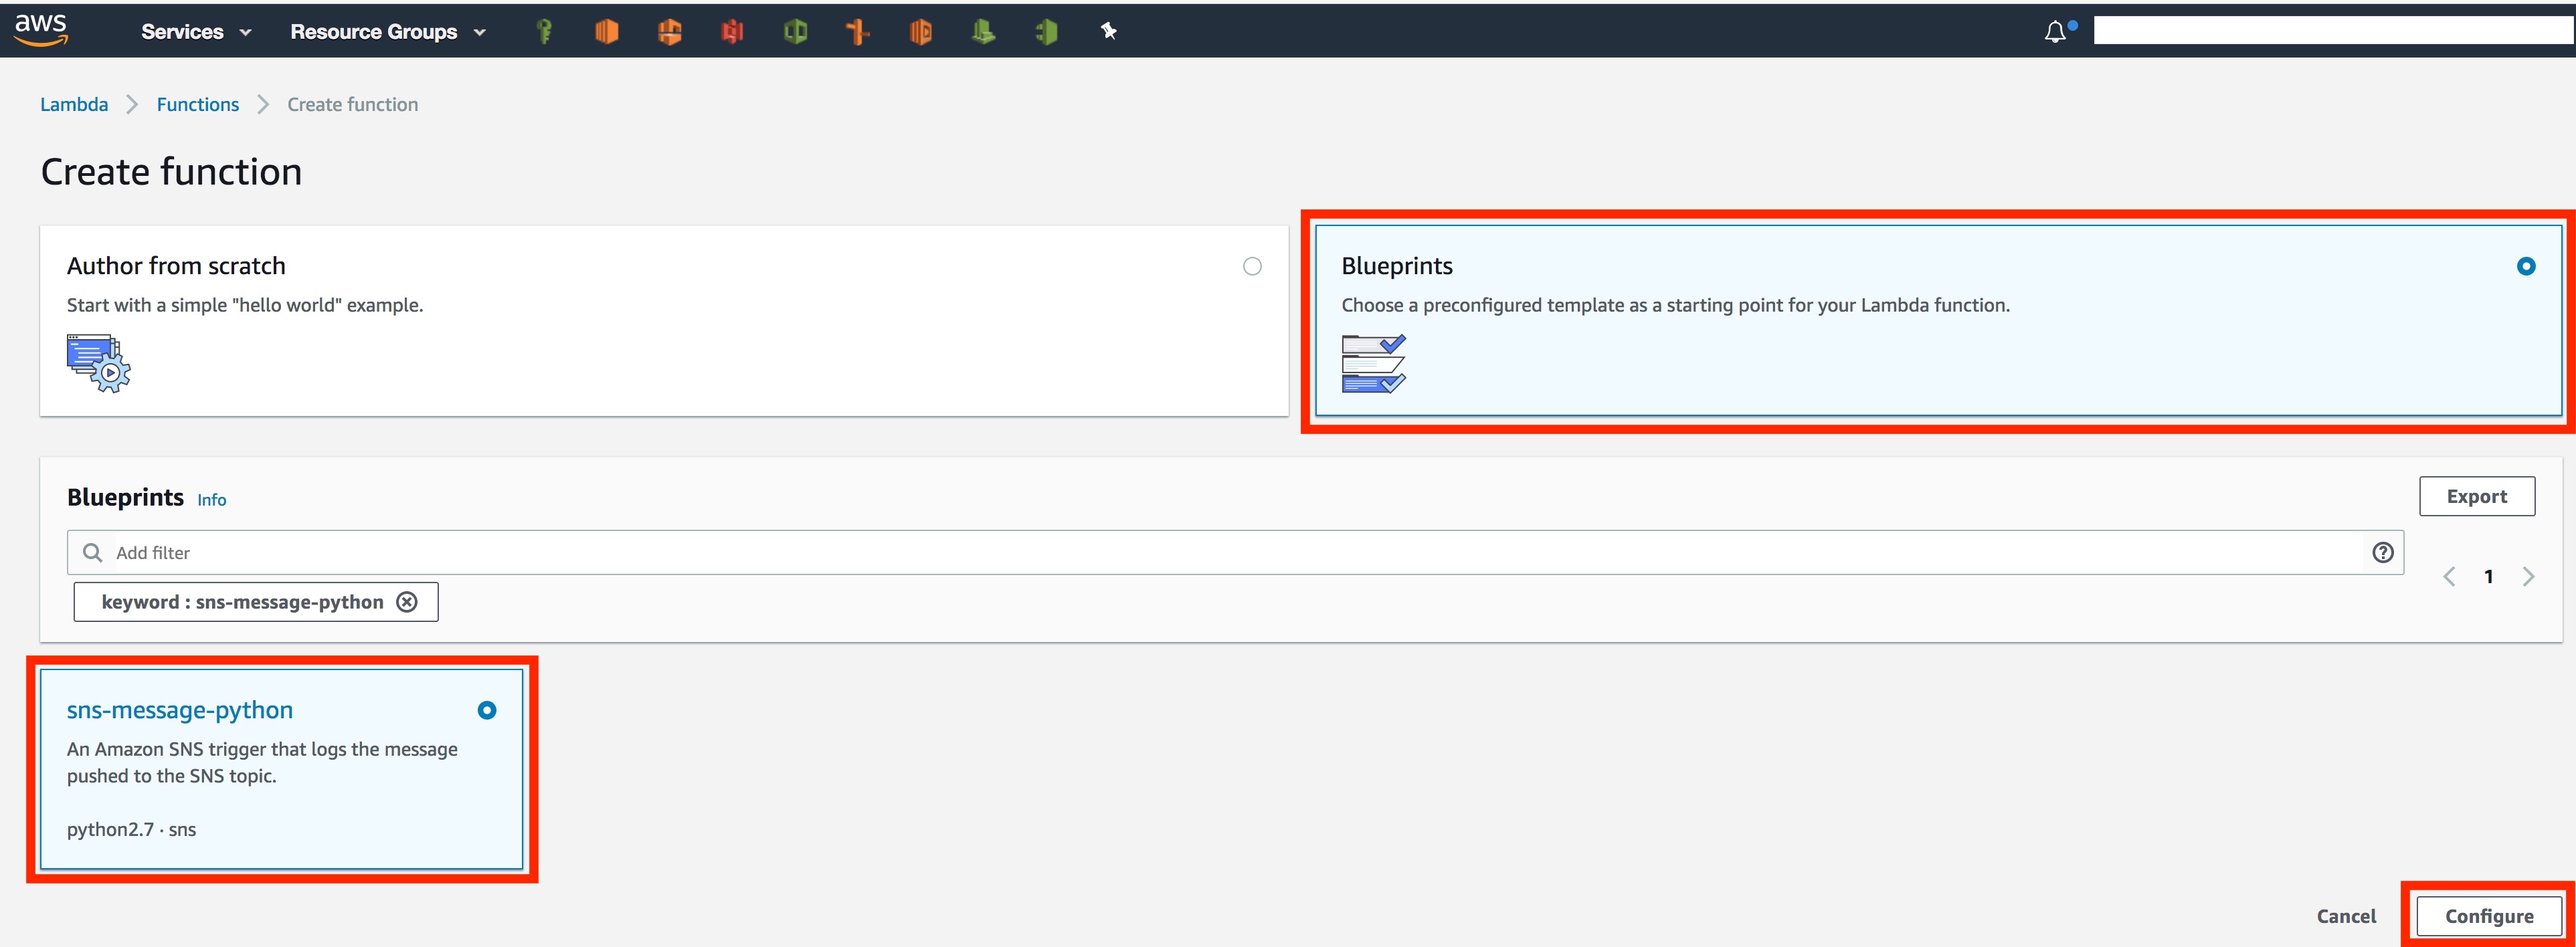 aws Services Resource Groups
Lambda Functions Create function
Create function
Author from scratch
Start with a simple "hello world" example.
Blueprints
Choose a preconfigured template as a starting point for your Lambda function.
Blueprints Info
Export
Add filter
1
keyword : sns-message-python
sns-message-python
An Amazon SNS trigger that logs the message
pushed to the SNS topic.
python2.7 · sns
Cancel Configure